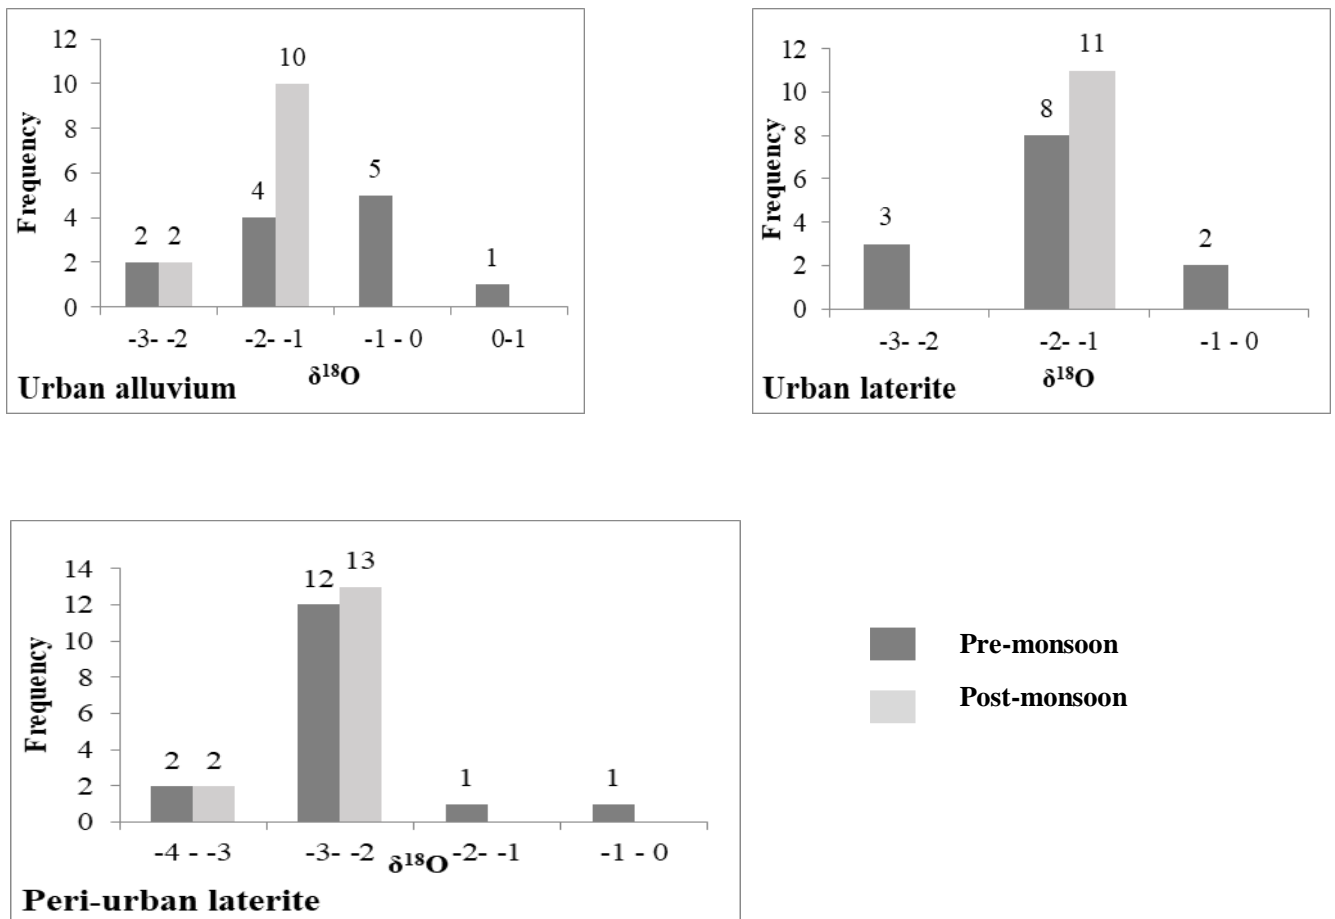 12
10
8
6
4
2
0
Frequency
2 2
4 10
5
1
-3- -2 -2- -1 -1 - 0 0-1
δ¹⁸O
Urban alluvium
12
10
8
6
4
2
0
Frequency
3
8 11
2
-3- -2 -2- -1 -1 - 0
δ¹⁸O
Urban laterite
14
12
10
8
6
4
2
0
Frequency
2 2
12 13
1
1
-4 - -3 -3- -2 -2- -1 -1 - 0
δ¹⁸O
Peri-urban laterite
Pre-monsoon
Post-monsoon